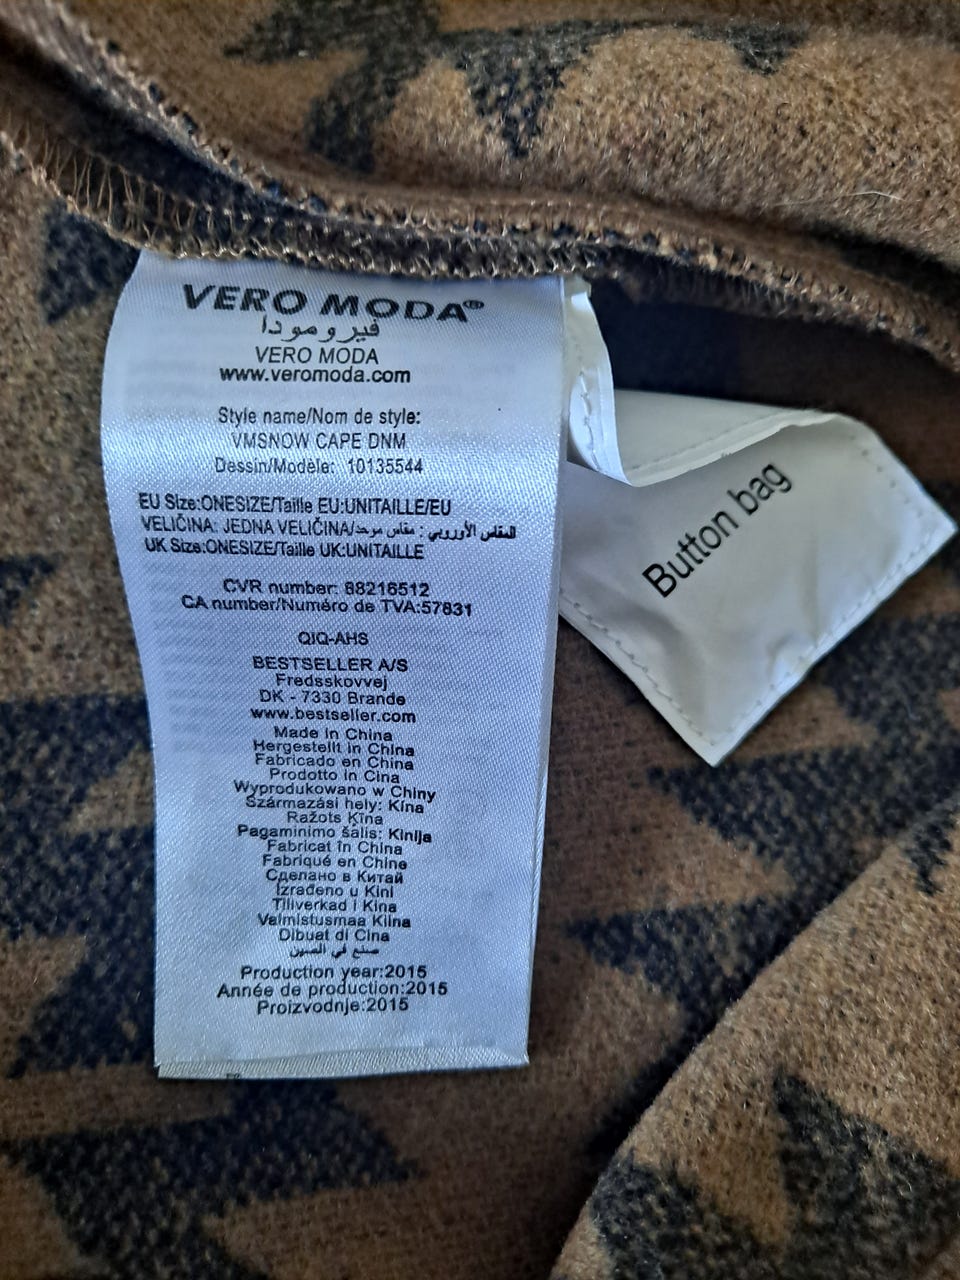 VERO MODA®
فيرومودا
VERO MODA
www.veromoda.com
Style name/Nom de style:
VMSNOW CAPE DNM
Dessin/Modèle: 10135544
EU Size:ONESIZE/Taille EU:UNITAILLE/EU
VELIČINA: JEDNA VELIČINA/المقاس الأوروبي : مقاس موحد
UK Size:ONESIZE/Taille UK:UNITAILLE
CVR number: 88216512
CA number/Numéro de TVA:57831
QIQ-AHS
BESTSELLER A/S
Fredsskovvej
DK - 7330 Brande
www.bestseller.com
Made in China
Hergestellt in China
Fabricado en China
Prodotto in Cina
Wyprodukowano w Chiny
Származási hely: Kína
Ražots Ķīna
Pagaminimo šalis: Kinija
Fabricat în China
Fabriqué en Chine
Сделано в Китай
Izrađeno u Kini
Tillverkad i Kina
Valmistusmaa Kiina
Dibuat di Cina
صنع في الصين
Production year:2015
Année de production:2015
Proizvodnje:2015
Button bag